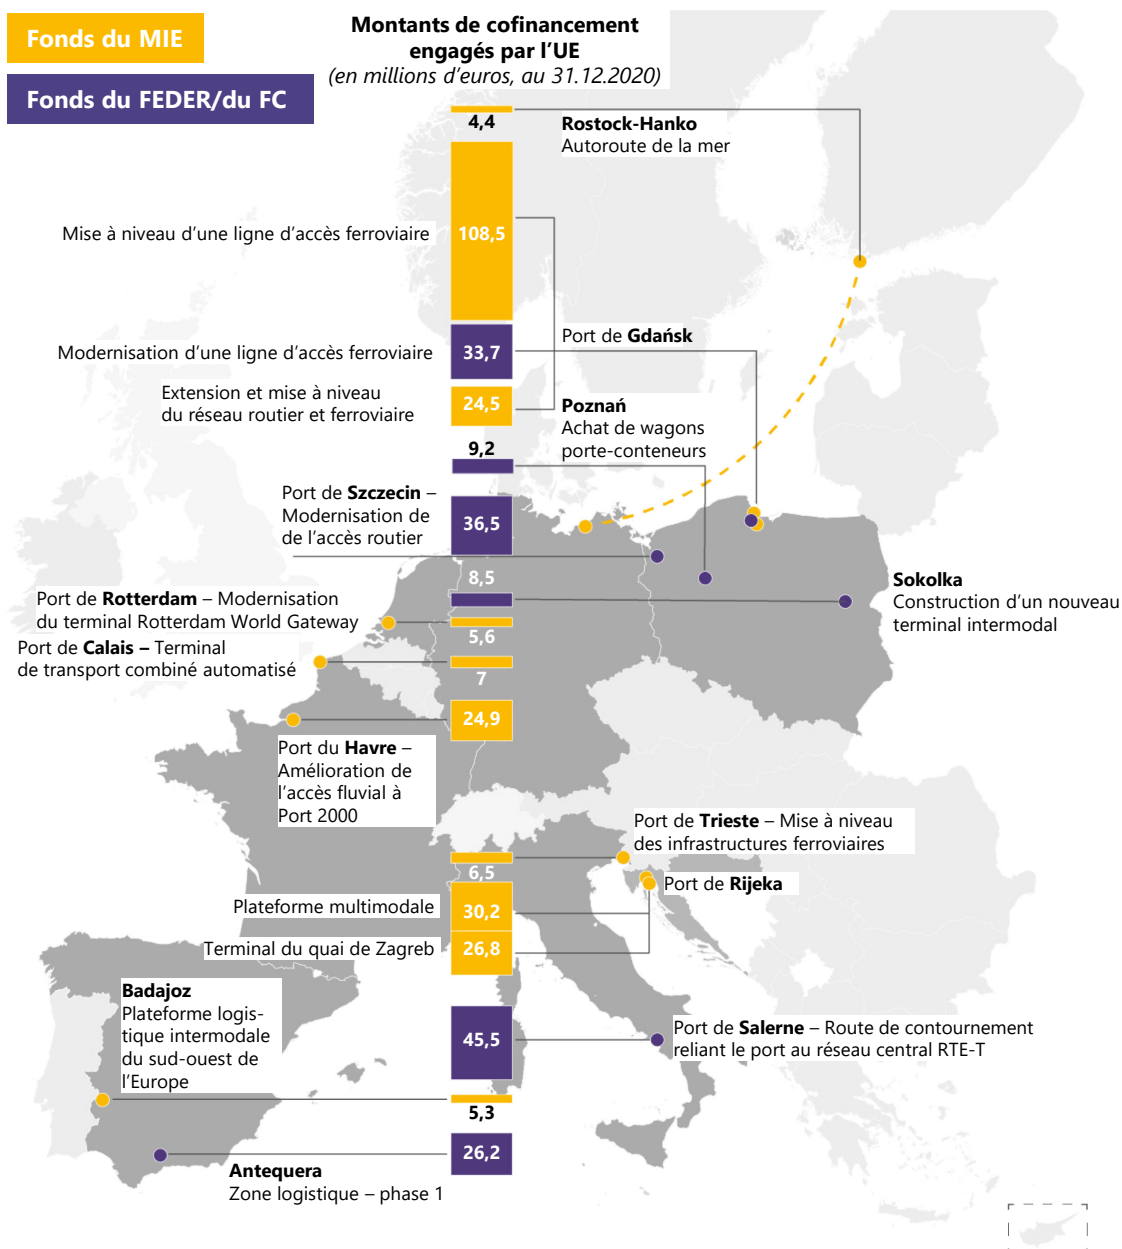 Fonds du MIE
Fonds du FEDER/du FC
Montants de cofinancement
engagés par l’UE
(en millions d’euros, au 31.12.2020)
4,4
Rostock-Hanko
Autoroute de la mer
Mise à niveau d’une ligne d’accès ferroviaire
108,5
Port de Gdańsk
Modernisation d’une ligne d’accès ferroviaire
33,7
Extension et mise à niveau
du réseau routier et ferroviaire
24,5
Poznań
Achat de wagons
porte-conteneurs
9,2
Port de Szczecin –
Modernisation de
de l’accès routier
36,5
8,5
Sokolka
Construction d’un nouveau
terminal intermodal
Port de Rotterdam – Modernisation
du terminal Rotterdam World Gateway
5,6
Port de Calais – Terminal
de transport combiné automatisé
7
24,9
Port du Havre –
Amélioration de
l’accès fluvial à
Port 2000
Port de Trieste – Mise à niveau
des infrastructures ferroviaires
6,5
Port de Rijeka
Plateforme multimodale
30,2
Terminal du quai de Zagreb
26,8
Badajoz
Plateforme logis-
tique intermodale
du sud-ouest de
l’Europe
45,5
Port de Salerne – Route de contournement
reliant le port au réseau central RTE-T
5,3
26,2
Antequera
Zone logistique – phase 1